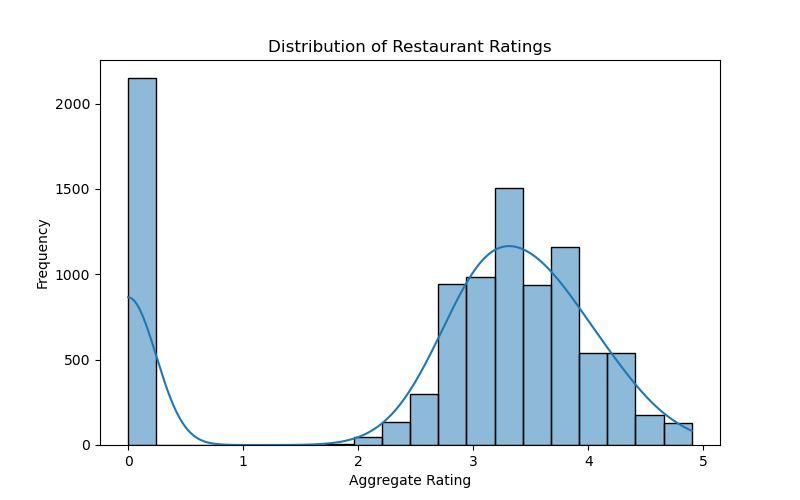 Distribution of Restaurant Ratings
2000
1500
1000
500
0
Frequency
0 1 2 3 4 5
Aggregate Rating